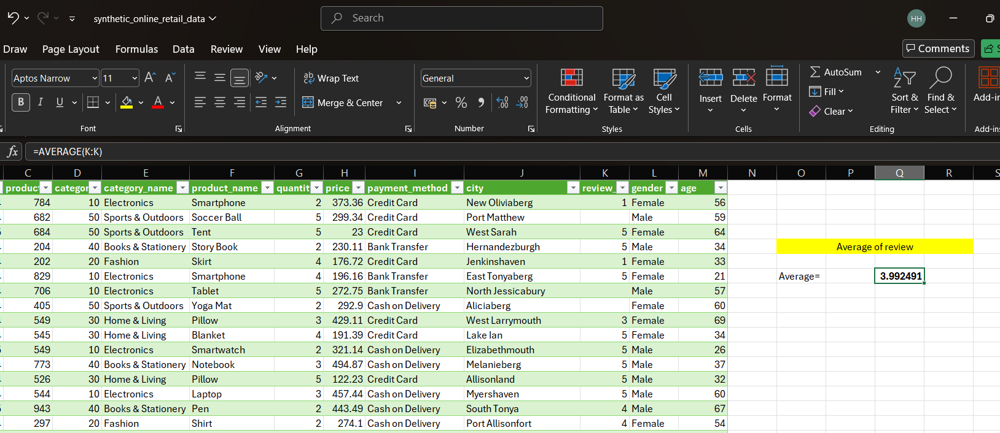 synthetic_online_retail_data
Search
HH
Draw Page Layout Formulas Data Review View Help
Comments
Aptos Narrow 11
Wrap Text
General
AutoSum
Fill
Clear
B I U A
Merge & Center
Conditional Formatting
Format as Table
Cell Styles
Insert Delete Format
Sort & Filter
Find & Select
Font Alignment Number Styles Cells Editing
fx =AVERAGE(K:K)
C D E F G H I J K L M N O P Q R S
produc categor category_name product_name quantit price payment_method city review_ gender age
784 10 Electronics Smartphone 2 373.36 Credit Card New Oliviaberg 1 Female 56
682 50 Sports & Outdoors Soccer Ball 5 299.34 Credit Card Port Matthew Male 59
684 50 Sports & Outdoors Tent 5 23 Credit Card West Sarah 5 Female 64
204 40 Books & Stationery Story Book 2 230.11 Bank Transfer Hernandezburgh 5 Male 34 Average of review
202 20 Fashion Skirt 4 176.72 Credit Card Jenkinshaven 1 Female 33
829 10 Electronics Smartphone 4 196.16 Bank Transfer East Tonyaberg 5 Female 21 Average= 3.992491
706 10 Electronics Tablet 5 272.75 Bank Transfer North Jessicabury Male 57
405 50 Sports & Outdoors Yoga Mat 2 292.9 Cash on Delivery Aliciaberg Female 60
549 30 Home & Living Pillow 3 429.11 Credit Card West Larrymouth 3 Female 69
545 30 Home & Living Blanket 4 191.39 Credit Card Lake Ian 5 Female 34
549 10 Electronics Smartwatch 2 321.14 Cash on Delivery Elizabethmouth 5 Male 26
773 40 Books & Stationery Notebook 3 494.87 Cash on Delivery Melanieberg 5 Male 37
526 30 Home & Living Pillow 5 122.23 Credit Card Allisonland 5 Male 32
544 10 Electronics Laptop 3 457.44 Cash on Delivery Myershaven 5 Male 60
943 40 Books & Stationery Pen 2 443.49 Cash on Delivery South Tonya 4 Male 67
297 20 Fashion Shirt 2 274.1 Cash on Delivery Port Allisonfort 4 Female 54